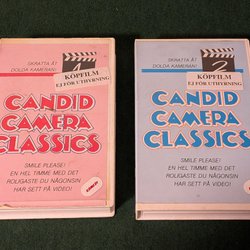 SKRATTA ÅT
DOLDA KAMERAN!
1
KÖPFILM
EJ FÖR UTHYRNING
CANDID
CAMERA
CLASSICS
SMILE PLEASE!
EN HEL TIMME MED DET
ROLIGASTE DU NÅGONSIN
HAR SETT PÅ VIDEO!
SKRATTA ÅT
DOLDA KAMERAN!
2
KÖPFILM
EJ FÖR UTHYRNING
CANDID
CAMERA
CLASSICS
SMILE PLEASE!
EN HEL TIMME MED DET
ROLIGASTE DU NÅGONSIN
HAR SETT PÅ VIDEO!